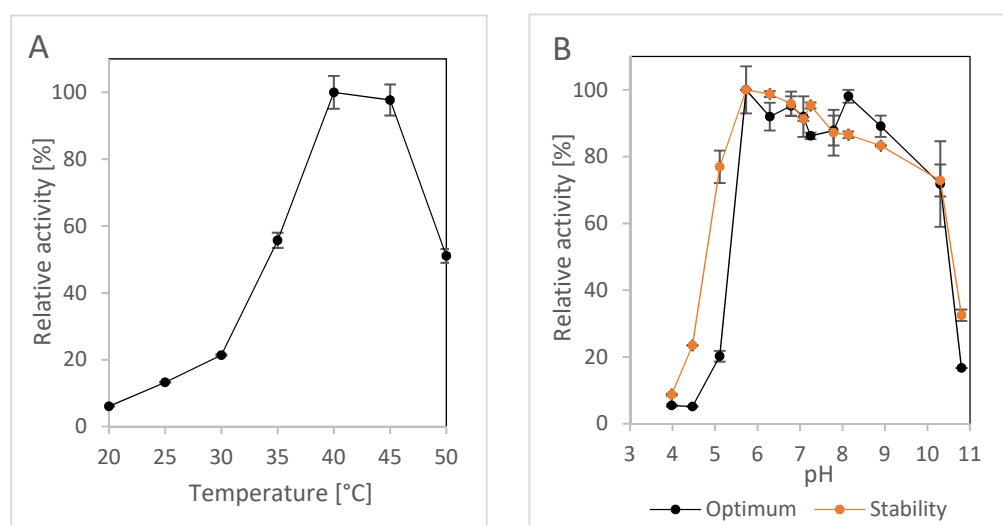 A
Relative activity [%]
100
80
60
40
20
0
20 25 30 35 40 45 50
Temperature [°C]
B
Relative activity [%]
100
80
60
40
20
0
3 4 5 6 7 8 9 10 11
pH
Optimum Stability